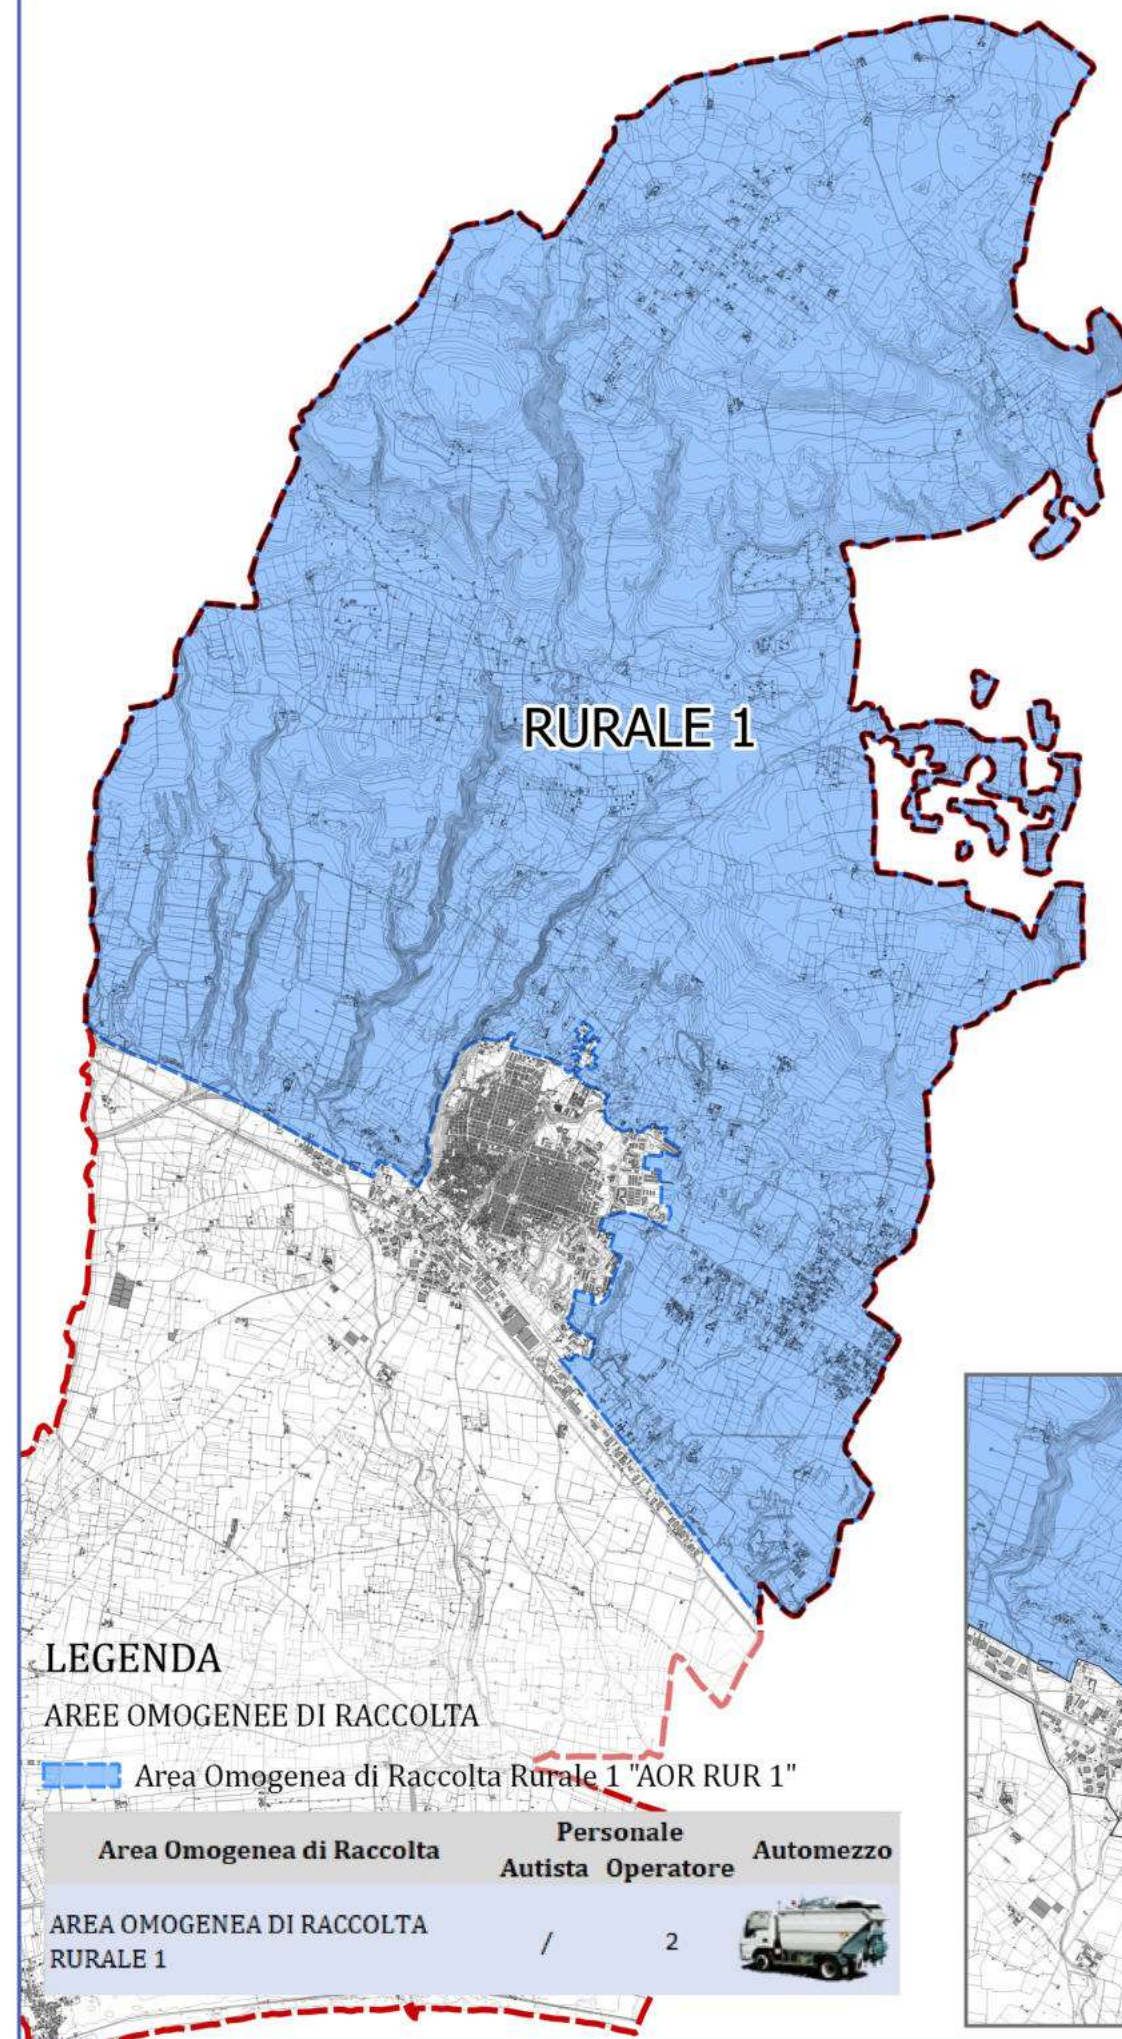 RURALE 1
LEGENDA
AREE OMOGENEE DI RACCOLTA
Area Omogenea di Raccolta Rurale 1 "AOR RUR 1"
Area Omogenea di Raccolta Personale Automezzo
Autista Operatore
AREA OMOGENEA DI RACCOLTA
RURALE 1 / 2